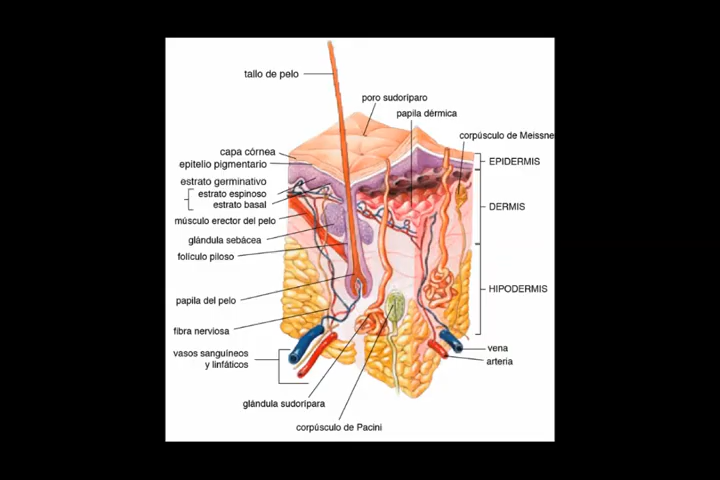 tallo de pelo
poro sudoríparo
papila dérmica
corpúsculo de Meissne
capa córnea
epitelio pigmentario
EPIDERMIS
estrato germinativo
estrato espinoso
estrato basal
DERMIS
músculo erector del pelo
glándula sebácea
folículo piloso
HIPODERMIS
papila del pelo
fibra nerviosa
vasos sanguíneos
y linfáticos
vena
arteria
glándula sudorípara
corpúsculo de Pacini